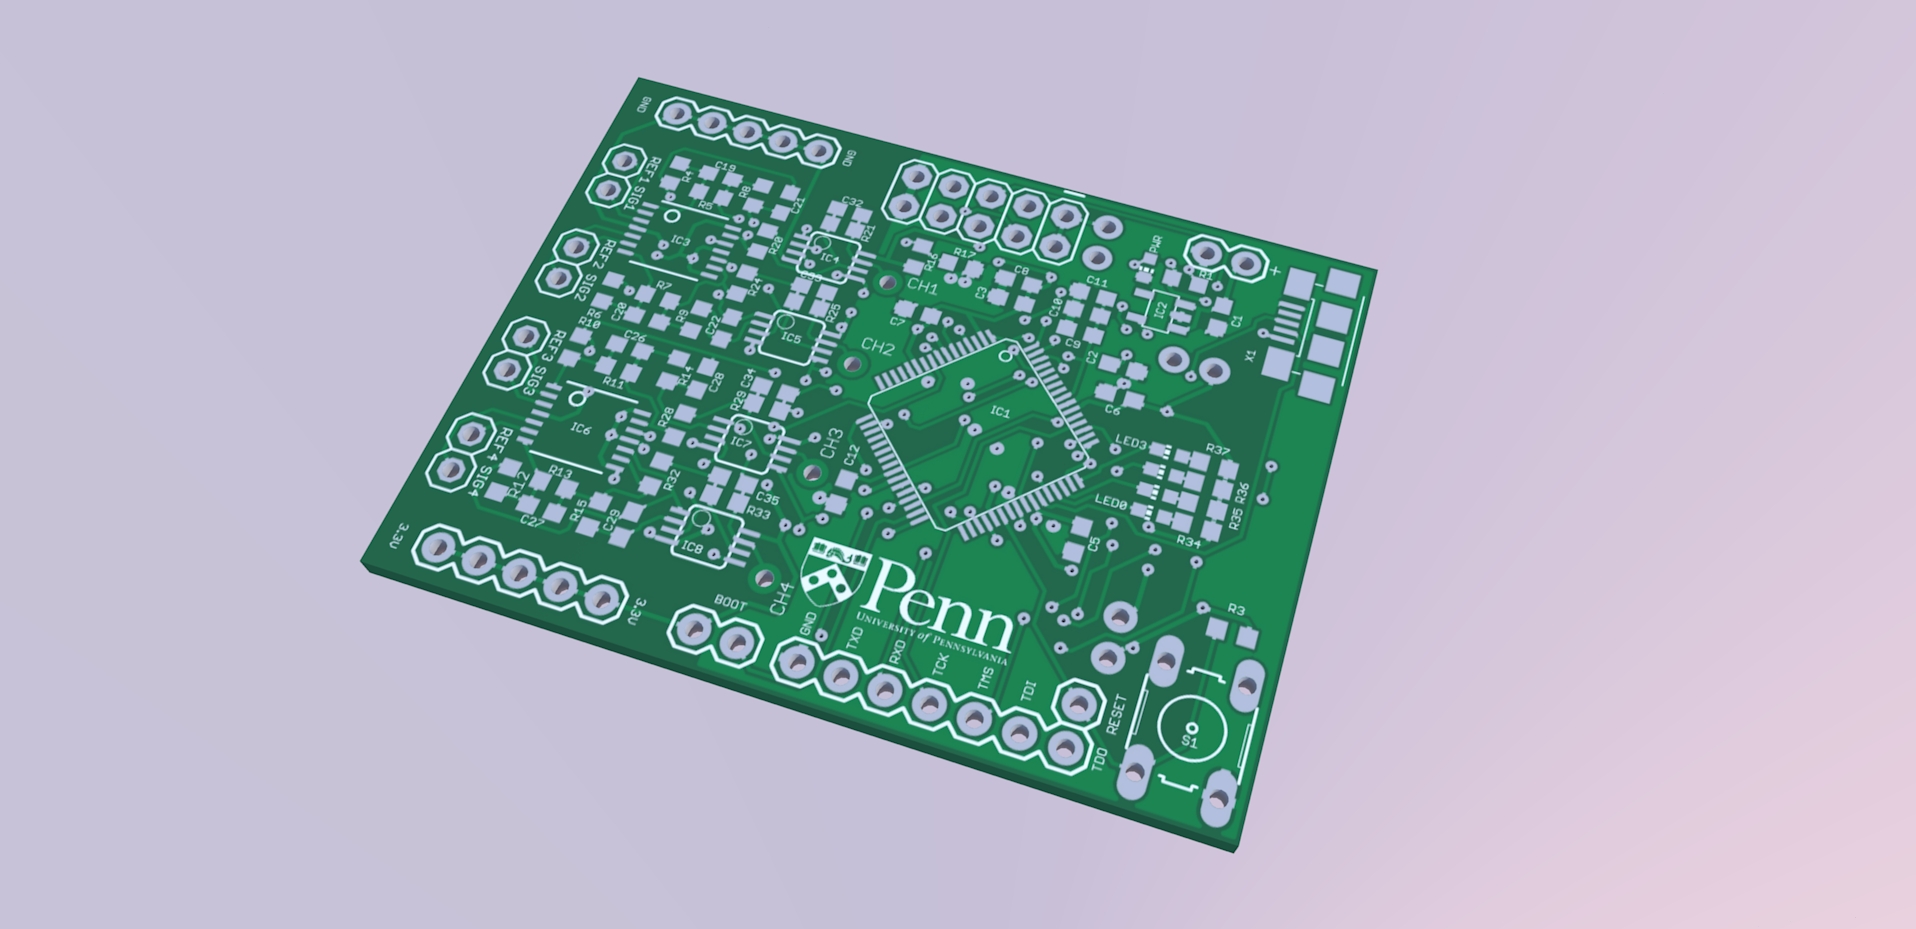 GND
GND
REF1
SIG1
R4
C19
R8
R5
C21
IC3
R20
C32
R21
IC4
REF2
SIG2
R7
R24
R6
C20
R9
C22
R25
IC5
CH1
R16
R17
C8
C3
C7
C11
C10
C9
PWR
R1
IC2
C1
+
X1
C2
C6
REF3
SIG3
R10
C26
R11
R14
C28
C34
R29
R28
IC6
IC7
CH2
CH3
C12
IC1
LED3
LED0
R37
R36
R35
R34
C5
REF4
SIG4
R12
R13
C27
R15
C29
R32
C35
R33
IC8
CH4
3.3V
3.3V
BOOT
Penn
UNIVERSITY of PENNSYLVANIA
GND
TXD
RXD
TCK
TMS
TDI
TDO
RESET
R3
S1